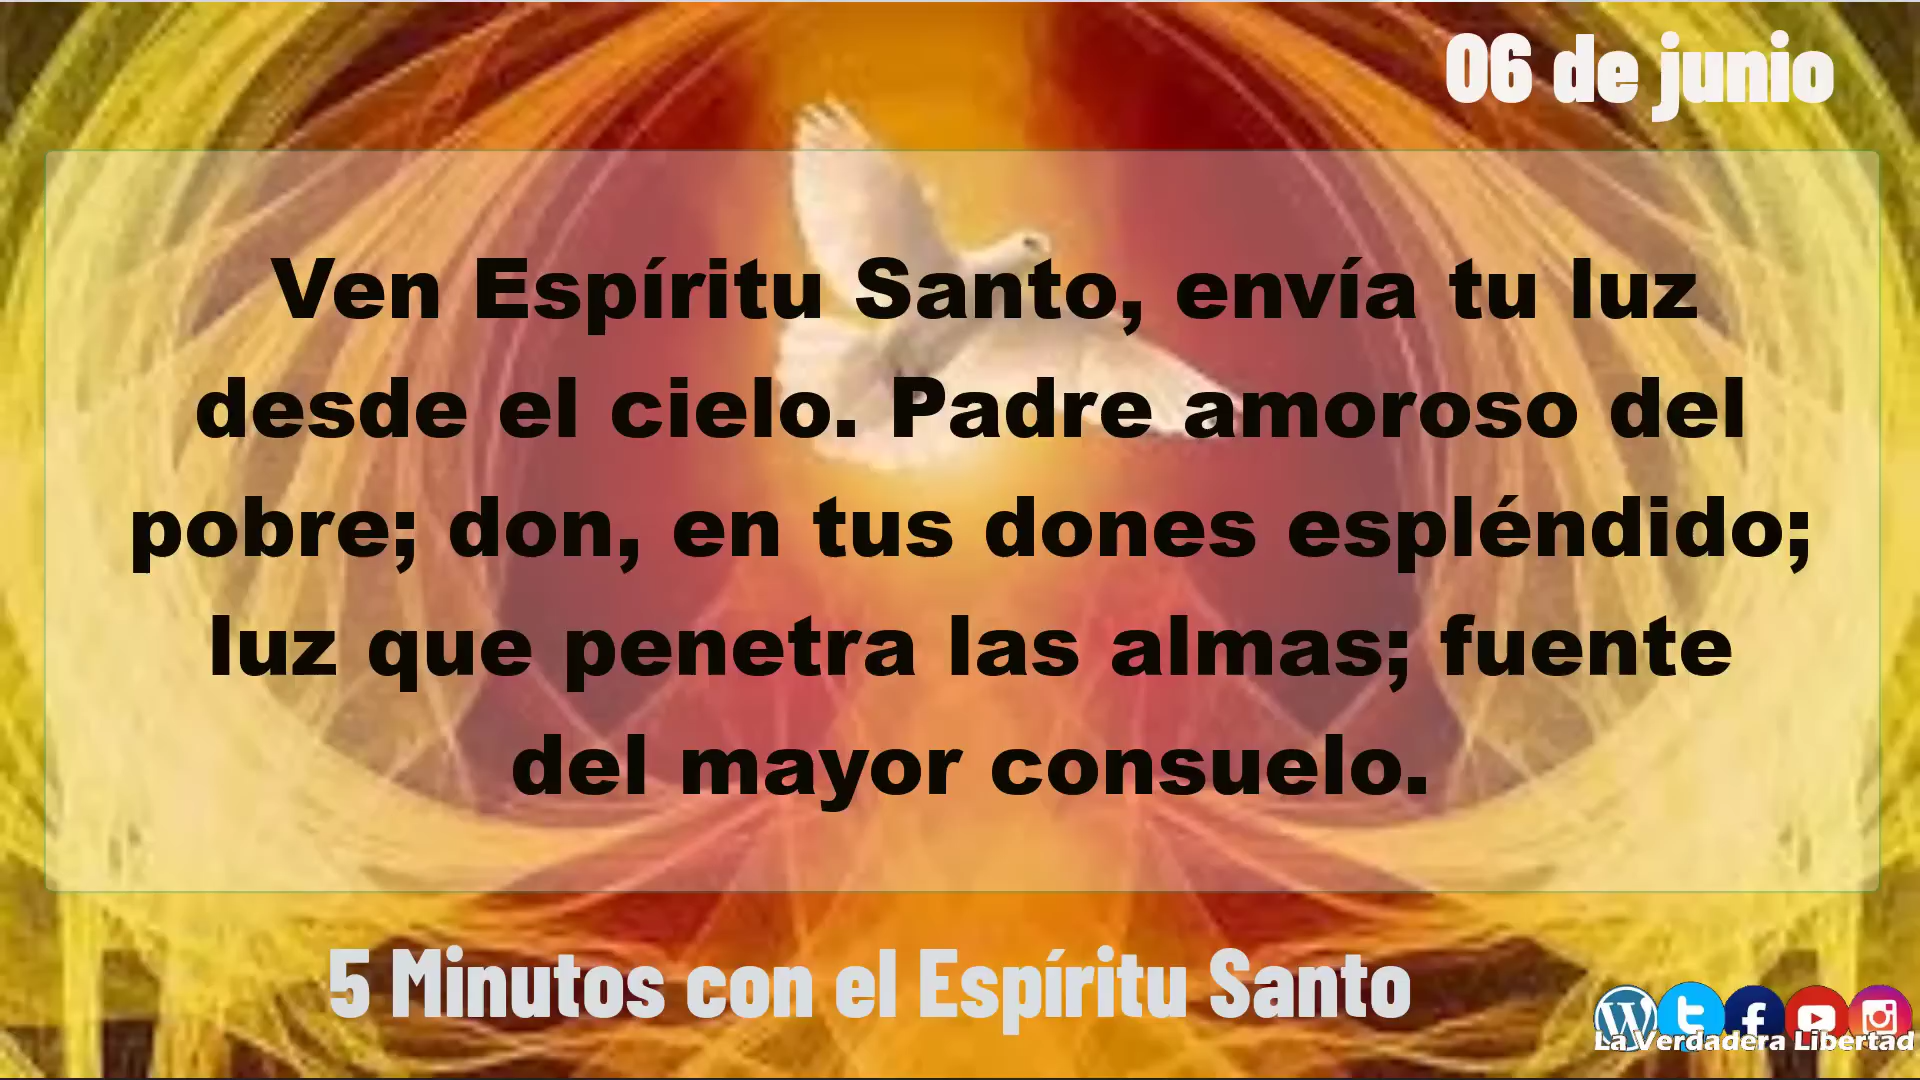 06 de junio
Ven Espíritu Santo, envía tu luz
desde el cielo. Padre amoroso del
pobre; don, en tus dones espléndido;
luz que penetra las almas; fuente
del mayor consuelo.
5 Minutos con el Espíritu Santo
La Verdadera Libertad